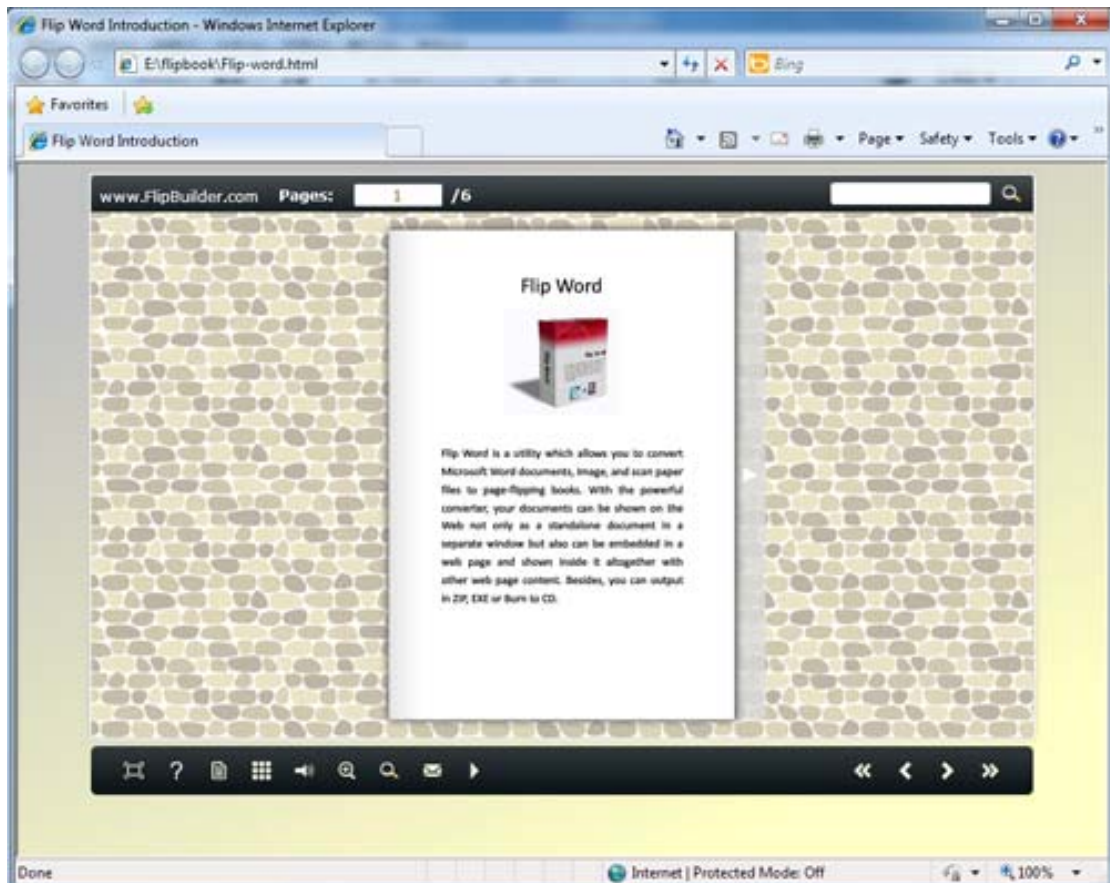 Flip Word Introduction - Windows Internet Explorer
E:\flipbook\Flip-word.html
Bing
Favorites
Flip Word Introduction
Page Safety Tools
www.FlipBuilder.com Pages: 1 /6
Flip Word
Flip Word is a utility which allows you to convert
Microsoft Word documents, Image, and scan paper
files to page-flipping books. With the powerful
converter, your documents can be shown on the
Web not only as a standalone document in a
separate window but also can be embedded in a
web page and shown inside it altogether with
other web page content. Besides, you can output
in ZIP, EXE or Burn to CD.
Done
Internet | Protected Mode: Off
100%